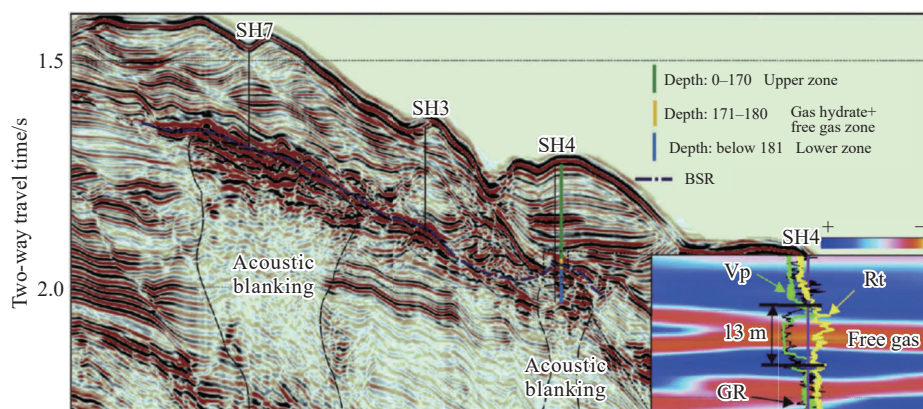 SH7
1.5
SH3
SH4
Depth: 0–170 Upper zone
Depth: 171–180 Gas hydrate+
free gas zone
Depth: below 181 Lower zone
BSR
Two-way travel time/s
+
−
SH4
Acoustic
blanking
2.0
Vp
Rt
13 m
Free gas
Acoustic
blanking
GR